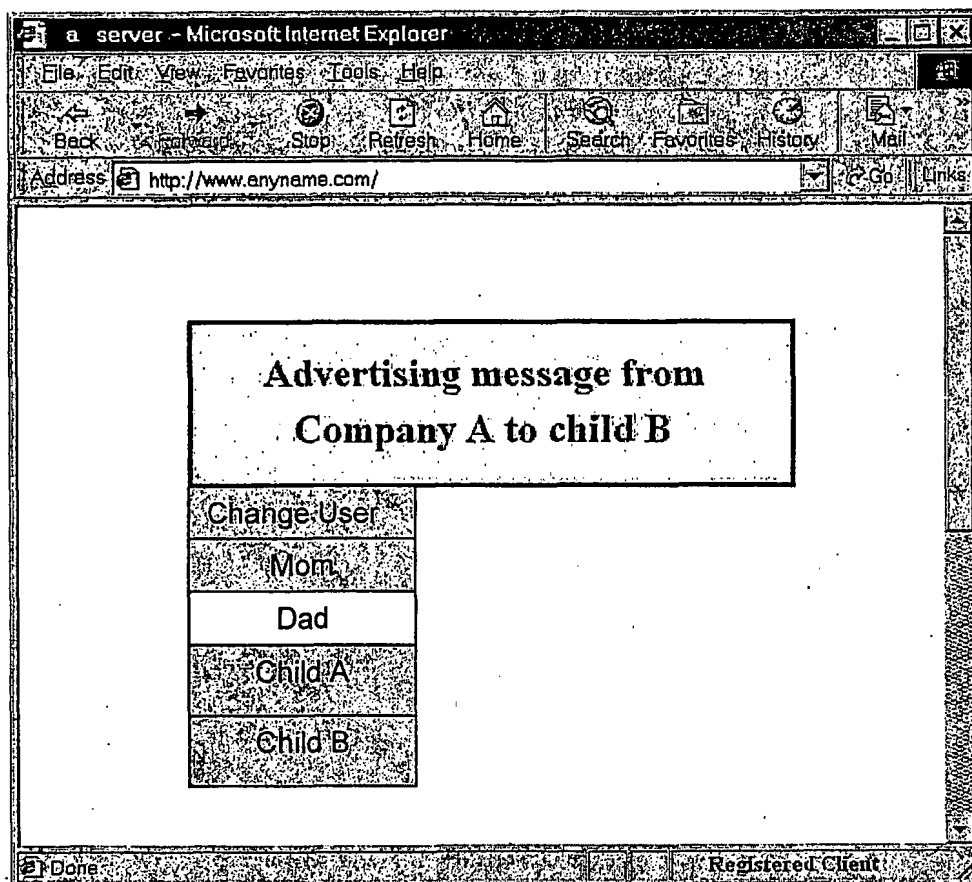 a server - Microsoft Internet Explorer
File Edit View Favorites Tools Help
Back Forward Stop Refresh Home Search Favorites History Mail
Address http://www.anyname.com/ Go Links
Advertising message from
Company A to child B
Change User
Mom
Dad
Child A
Child B
Done Registered Client